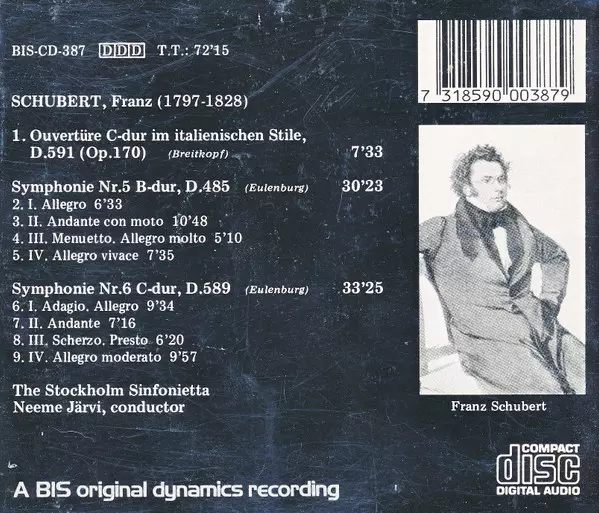 BIS-CD-387 DDD T.T.: 72'15
7 318590 003879
SCHUBERT, Franz (1797-1828)
1. Ouvertüre C-dur im italienischen Stile,
D.591 (Op.170) (Breitkopf) 7'33
Symphonie Nr.5 B-dur, D.485 (Eulenburg) 30'23
2. I. Allegro 6'33
3. II. Andante con moto 10'48
4. III. Menuetto. Allegro molto 5'10
5. IV. Allegro vivace 7'35
Symphonie Nr.6 C-dur, D.589 (Eulenburg) 33'25
6. I. Adagio. Allegro 9'34
7. II. Andante 7'16
8. III. Scherzo. Presto 6'20
9. IV. Allegro moderato 9'57
The Stockholm Sinfonietta
Neeme Järvi, conductor
Franz Schubert
COMPACT
disc
DIGITAL AUDIO
A BIS original dynamics recording